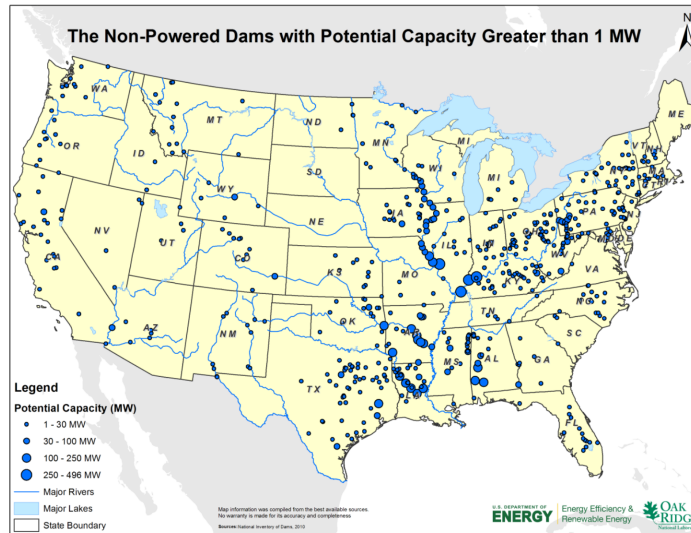 The Non-Powered Dams with Potential Capacity Greater than 1 MW
N
WA
MT
ND
MN
ME
OR
ID
SD
WI
MI
MI
VT
NH
WY
IA
PA
NV
UT
NE
IL
CA
CO
KS
MO
WV
VA
KY
AZ
NM
OK
TN
NC
SC
TX
MS
AL
GA
LA
FL
Legend
Potential Capacity (MW)
1 - 30 MW
30 - 100 MW
100 - 250 MW
250 - 496 MW
Major Rivers
Major Lakes
State Boundary
Map information was compiled from the best available sources.
No warranty is made for its accuracy and completeness
Sources: National Inventory of Dams, 2010
U.S. DEPARTMENT OF
ENERGY
Energy Efficiency &
Renewable Energy
OAK
RIDGE
National Laboratory